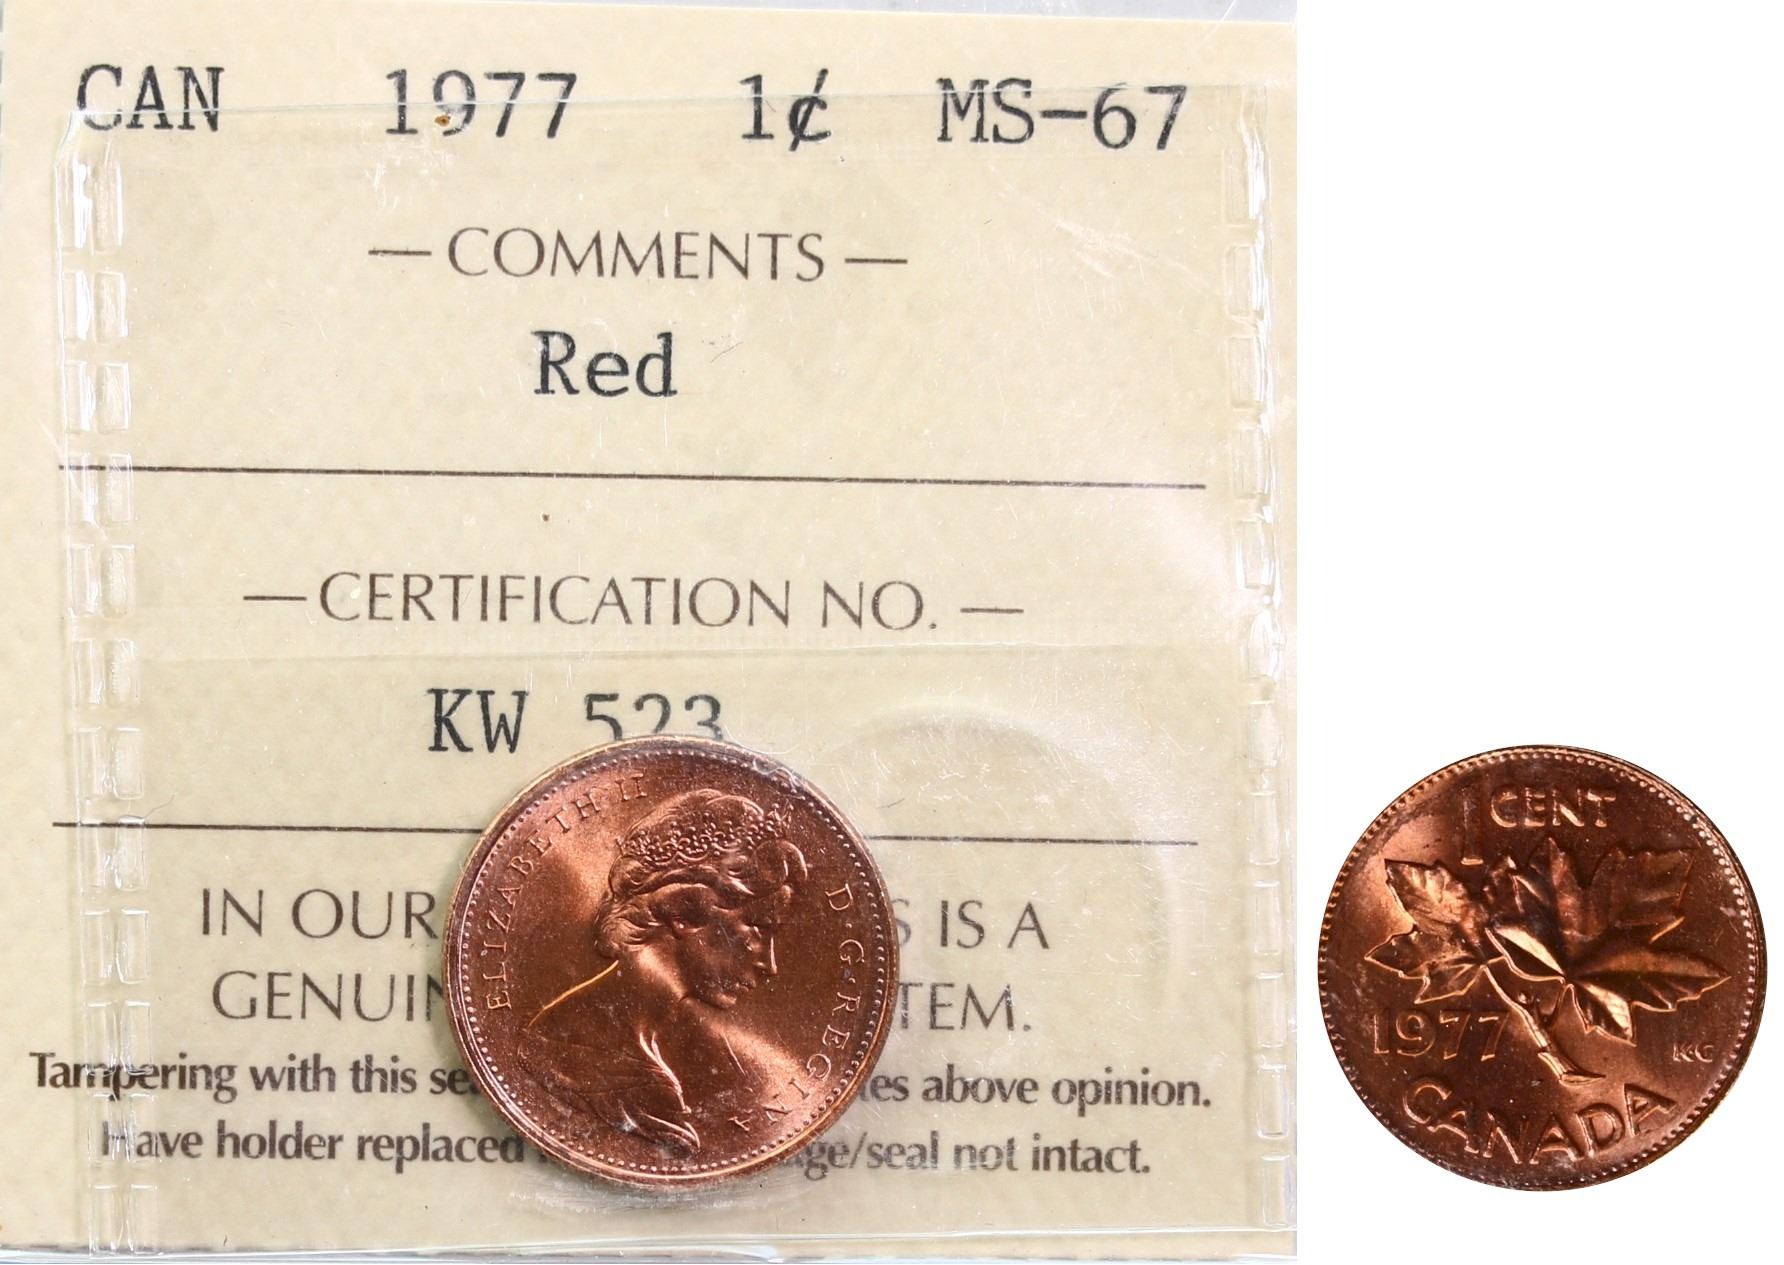 CAN 1977 1¢ MS-67
— COMMENTS —
Red
— CERTIFICATION NO. —
KW 523
IN OUR IS A
GENUIN TEM.
Tampering with this se es above opinion.
Have holder replaced ge/seal not intact.
ELIZABETH II D·G·REGINA
1 CENT
1977
KG
CANADA